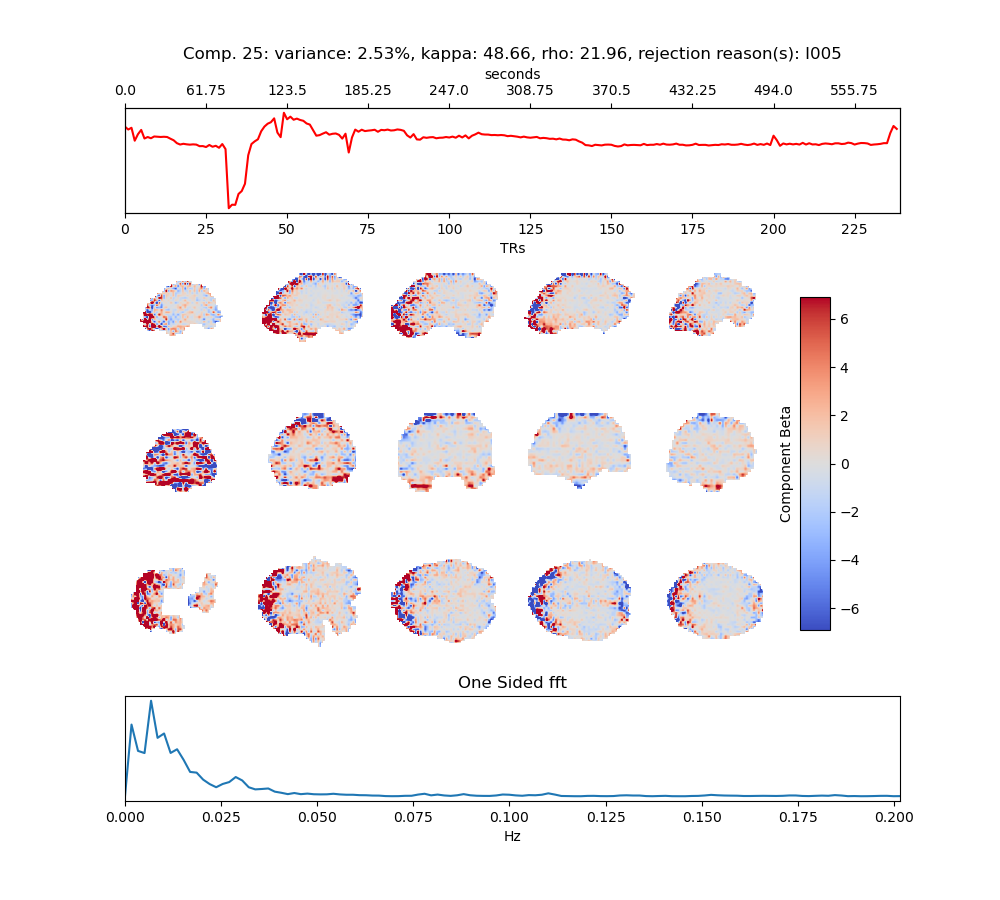 Comp. 25: variance: 2.53%, kappa: 48.66, rho: 21.96, rejection reason(s): I005
seconds
0.0 61.75 123.5 185.25 247.0 308.75 370.5 432.25 494.0 555.75
0 25 50 75 100 125 150 175 200 225
TRs
6
4
2
0
−2
−4
−6
Component Beta
One Sided fft
0.000 0.025 0.050 0.075 0.100 0.125 0.150 0.175 0.200
Hz